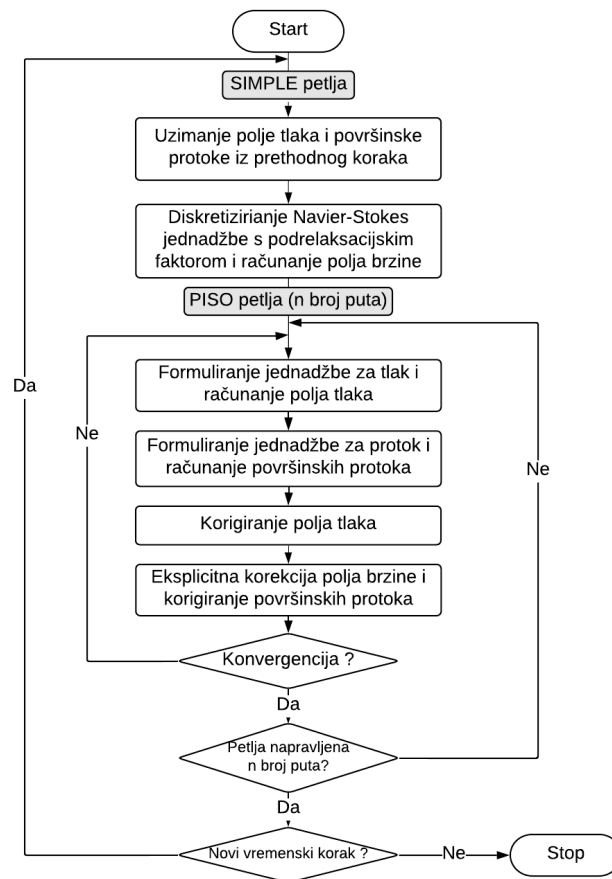 Start
SIMPLE petlja
Uzimanje polje tlaka i površinske
protoke iz prethodnog koraka
Diskretizirianje Navier-Stokes
jednadžbe s podrelaksacijskim
faktorom i računanje polja brzine
PISO petlja (n broj puta)
Da
Formuliranje jednadžbe za tlak i
računanje polja tlaka
Ne
Formuliranje jednadžbe za protok i
računanje površinskih protoka
Ne
Korigiranje polja tlaka
Eksplicitna korekcija polja brzine i
korigiranje površinskih protoka
Konvergencija ?
Da
Petlja napravljena
n broj puta?
Da
Novi vremenski korak ?
Ne
Stop